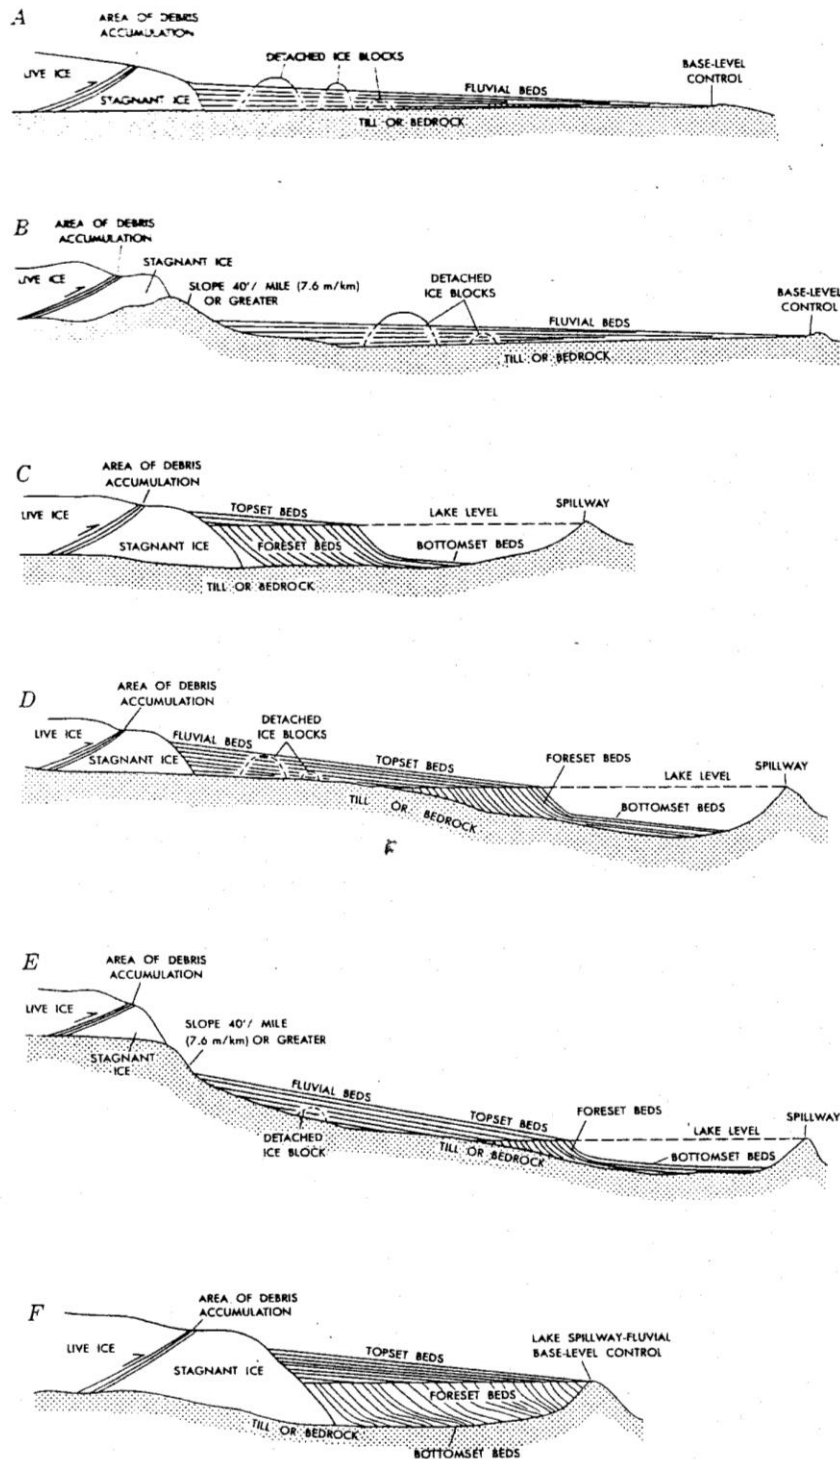 A
AREA OF DEBRIS
ACCUMULATION
LIVE ICE
STAGNANT ICE
DETACHED ICE BLOCKS
FLUVIAL BEDS
BASE-LEVEL
CONTROL
TILL OR BEDROCK
B
AREA OF DEBRIS
ACCUMULATION
STAGNANT ICE
LIVE ICE
SLOPE 40'/ MILE (7.6 m/km)
OR GREATER
DETACHED
ICE BLOCKS
FLUVIAL BEDS
BASE-LEVEL
CONTROL
TILL OR BEDROCK
C
AREA OF DEBRIS
ACCUMULATION
LIVE ICE
STAGNANT ICE
TOPSET BEDS
FORESET BEDS
LAKE LEVEL
BOTTOMSET BEDS
SPILLWAY
TILL OR BEDROCK
D
AREA OF DEBRIS
ACCUMULATION
LIVE ICE
STAGNANT ICE
FLUVIAL BEDS
DETACHED
ICE BLOCKS
TOPSET BEDS
FORESET BEDS
LAKE LEVEL
SPILLWAY
BOTTOMSET BEDS
TILL OR BEDROCK
E
AREA OF DEBRIS
ACCUMULATION
LIVE ICE
STAGNANT
ICE
SLOPE 40'/ MILE
(7.6 m/km) OR GREATER
FLUVIAL BEDS
DETACHED
ICE BLOCK
TOPSET BEDS
FORESET BEDS
LAKE LEVEL
SPILLWAY
BOTTOMSET BEDS
TILL OR BEDROCK
F
AREA OF DEBRIS
ACCUMULATION
LIVE ICE
STAGNANT ICE
TOPSET BEDS
FORESET BEDS
LAKE SPILLWAY-FLUVIAL
BASE-LEVEL CONTROL
TILL OR BEDROCK
BOTTOMSET BEDS